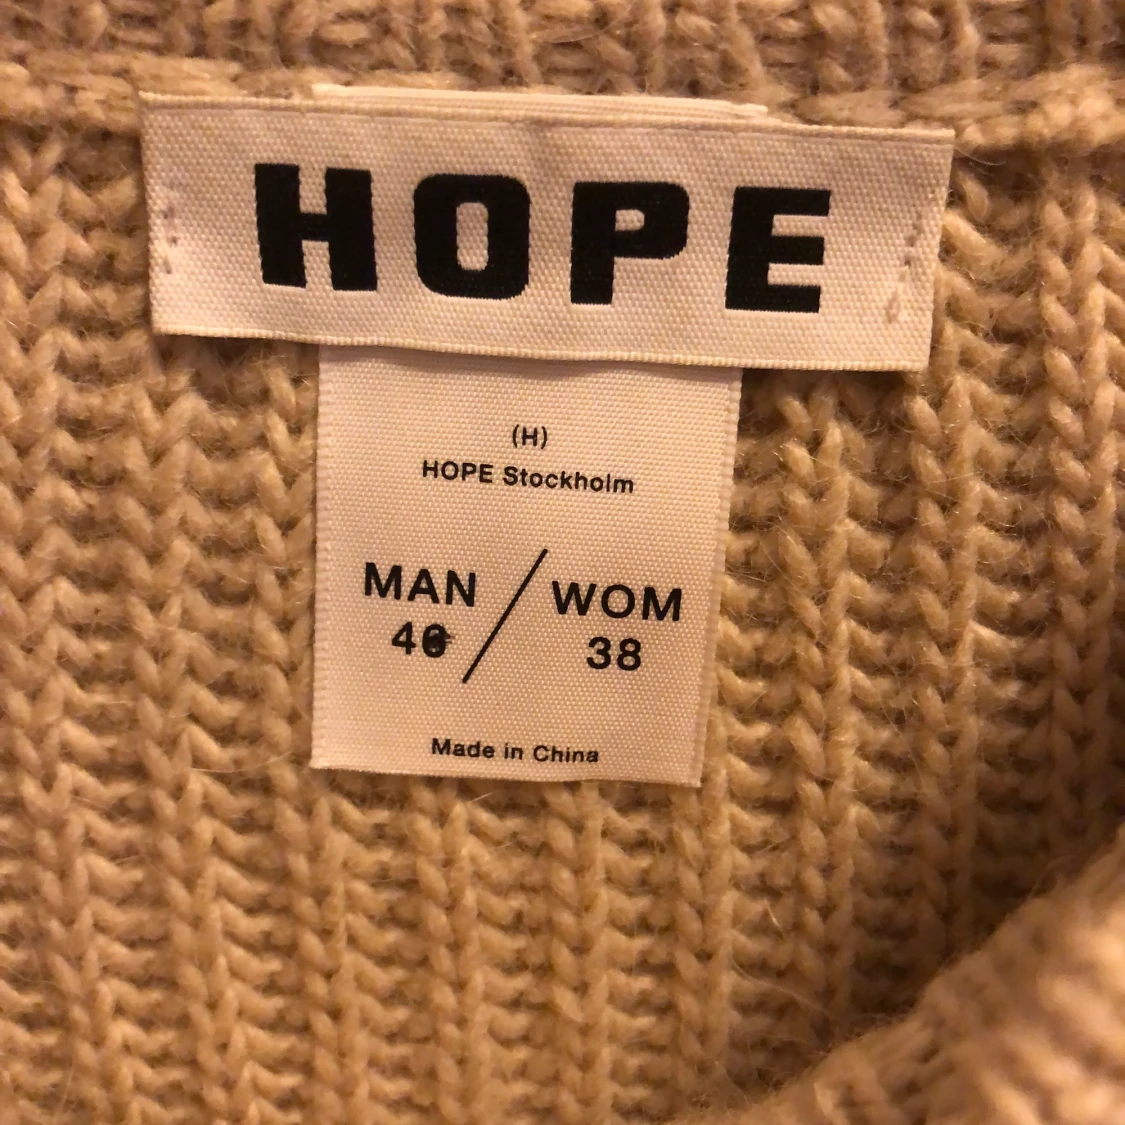 HOPE
(H)
HOPE Stockholm
MAN / WOM
38
Made in China